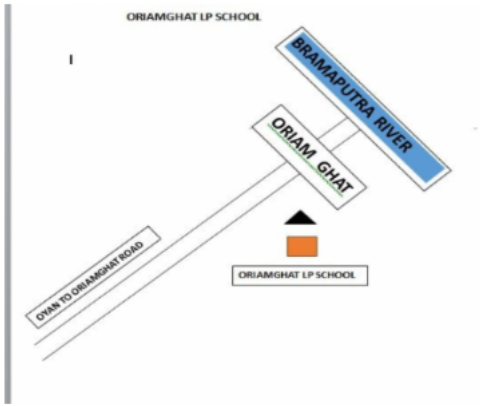 ORIAMGHAT LP SCHOOL
I
BRAMAPUTRA RIVER
ORIAM GHAT
OYAN TO ORIAMGHAT ROAD
ORIAMGHAT LP SCHOOL